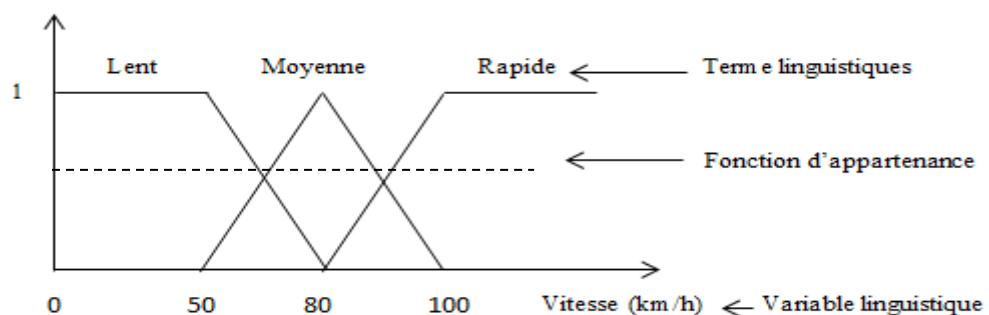 Lent Moyenne Rapide Terme linguistiques
1
Fonction d'appartenance
0 50 80 100 Vitesse (km/h) Variable linguistique